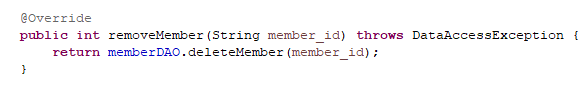 @Override
public int removeMember(String member_id) throws DataAccessException {
    return memberDAO.deleteMember(member_id);
}